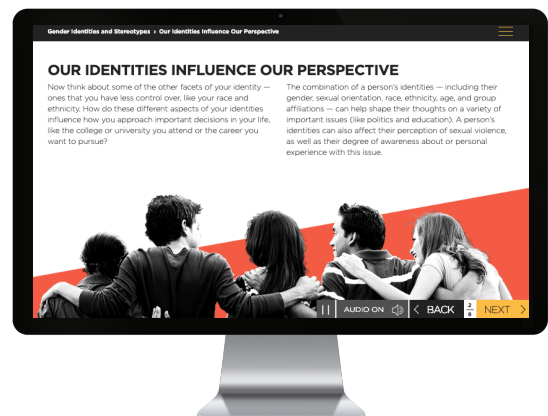 Gender Identities and Stereotypes › Our Identities Influence Our Perspective
OUR IDENTITIES INFLUENCE OUR PERSPECTIVE
Now think about some of the other facets of your identity —
ones that you have less control over, like your race and
ethnicity. How do these different aspects of your identities
influence how you approach important decisions in your life,
like the college or university you attend or the career you
want to pursue?
The combination of a person's identities — including their
gender, sexual orientation, race, ethnicity, age, and group
affiliations — can help shape their thoughts on a variety of
important issues (like politics and education). A person's
identities can also affect their perception of sexual violence,
as well as their degree of awareness about or personal
experience with this issue.
AUDIO ON
BACK
2
8
NEXT